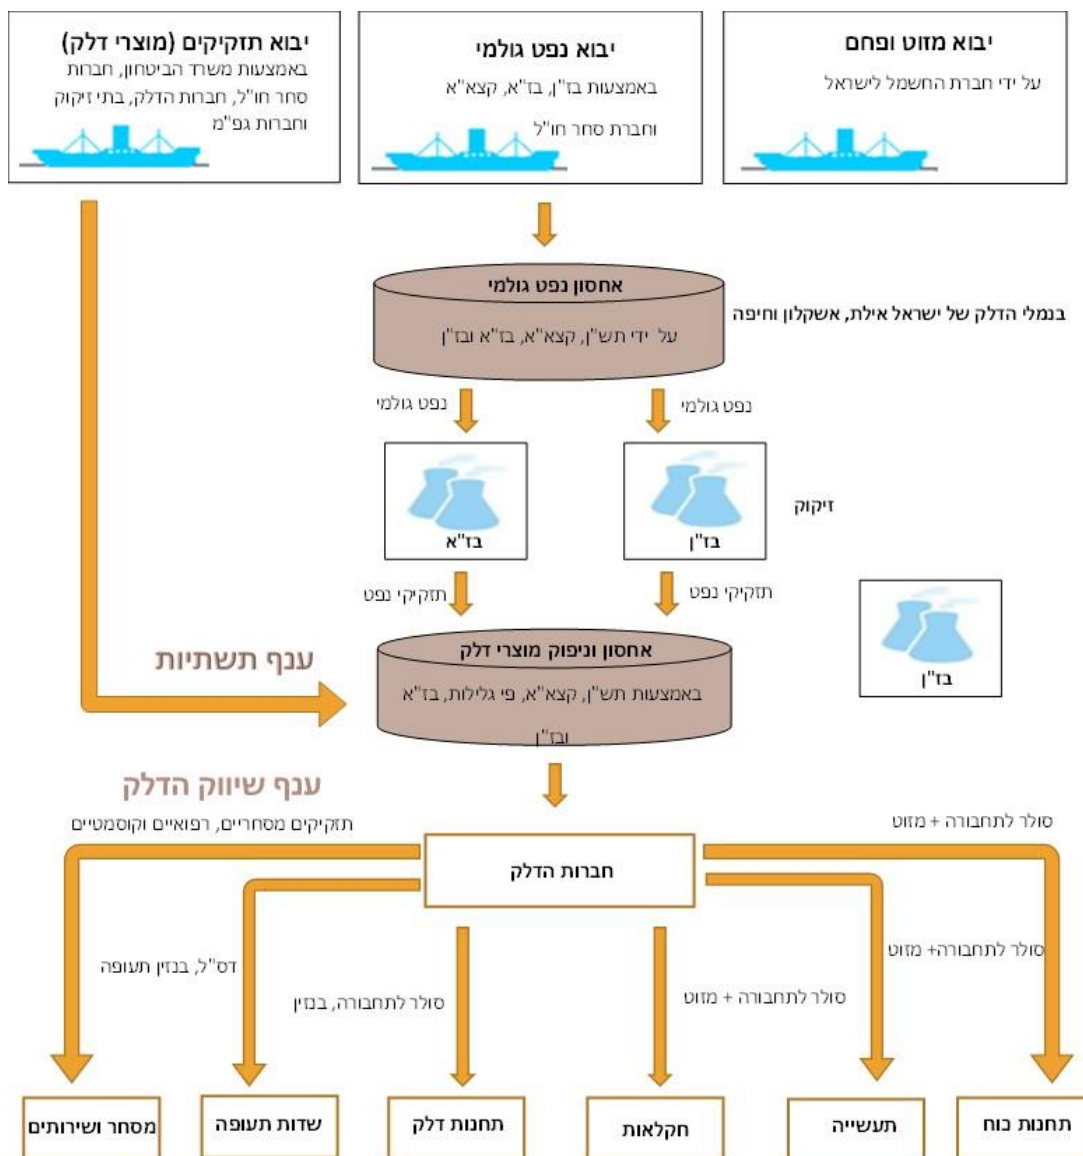 יבוא מזוט ופחם
על ידי חברת החשמל לישראל
יבוא נפט גולמי
באמצעות בז"ן, בז"א, קצא"א
וחברת סחר חו"ל
יבוא תזקיקים (מוצרי דלק)
באמצעות משרד הביטחון, חברות
סחר חו"ל, חברות הדלק, בתי זיקוק
וחברות גפ"מ
אחסון נפט גולמי
על ידי תש"ן, קצא"א, בז"א ובז"ן
בנמלי הדלק של ישראל אילת, אשקלון וחיפה
נפט גולמי
נפט גולמי
זיקוק
בז"ן
בז"א
תזקיקי נפט
תזקיקי נפט
בז"ן
אחסון וניפוק מוצרי דלק
באמצעות תש"ן, קצא"א, פי גלילות, בז"א
ובז"ן
ענף תשתיות
ענף שיווק הדלק
תזקיקים מסחריים, רפואיים וקוסמטיים
סולר לתחבורה + מזוט
חברות הדלק
סולר לתחבורה+ מזוט
סולר לתחבורה + מזוט
סולר לתחבורה, בנזין
דס"ל, בנזין תעופה
תחנות כוח
תעשייה
חקלאות
תחנות דלק
שדות תעופה
מסחר ושירותים